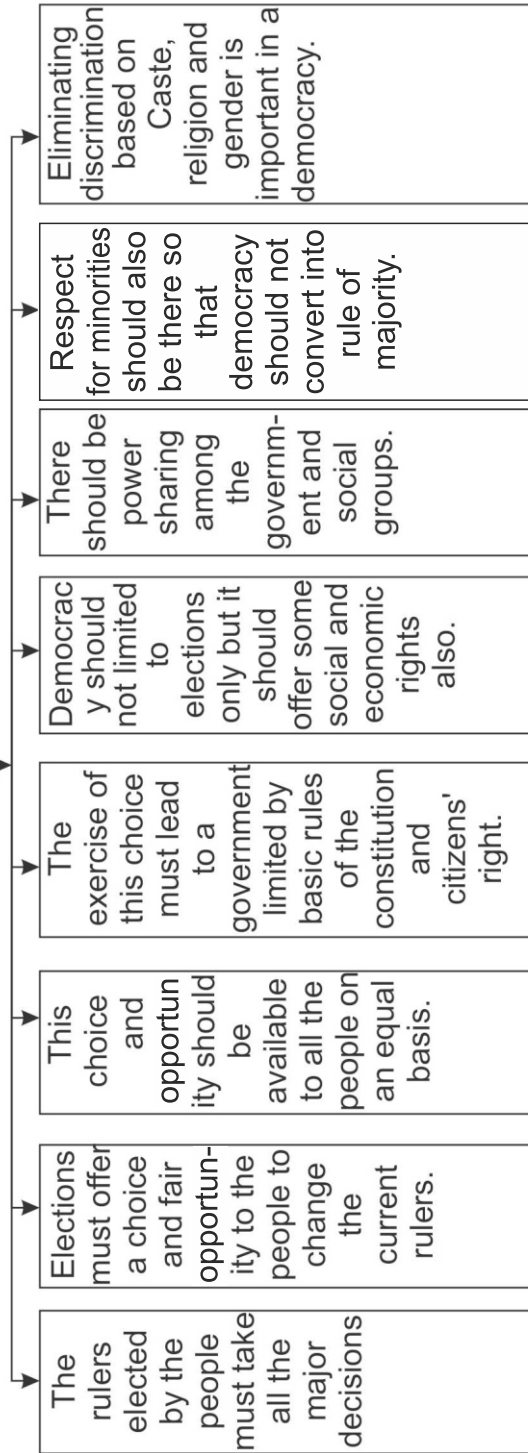 The
rulers
elected
by the
people
must take
all the
major
decisions
Elections
must offer
a choice
and fair
opportun-
ity to the
people to
change
the
current
rulers.
This
choice
and
opportun
ity should
be
available
to all the
people on
an equal
basis.
The
exercise of
this choice
must lead
to a
government
limited by
basic rules
of the
constitution
and
citizens'
right.
Democrac
y should
not limited
to
elections
only but it
should
offer some
social and
economic
rights
also.
There
should be
power
sharing
among
the
governm-
ent and
social
groups.
Respect
for minorities
should also
be there so
that
democracy
should not
convert into
rule of
majority.
Eliminating
discrimination
based on
Caste,
religion and
gender is
important in a
democracy.